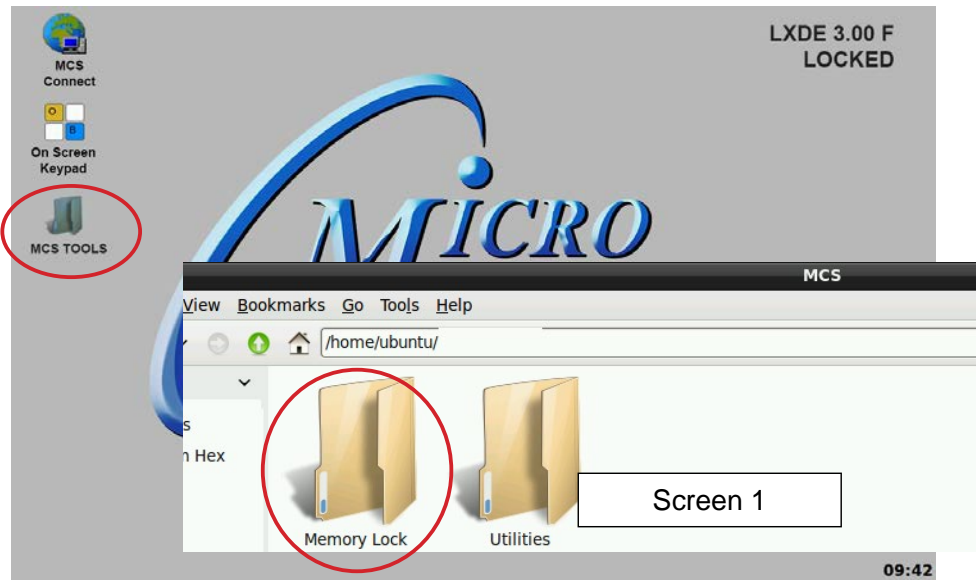 LXDE 3.00 F
LOCKED
MCS
Connect
On Screen
Keypad
MCS TOOLS
MICRO
MCS
View Bookmarks Go Tools Help
/home/ubuntu/
s
n Hex
Memory Lock
Utilities
Screen 1
09:42